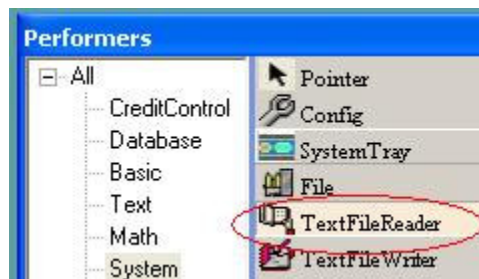 Performers
All
CreditControl
Database
Basic
Text
Math
System
Pointer
Config
SystemTray
File
TextFileReader
TextFileWriter